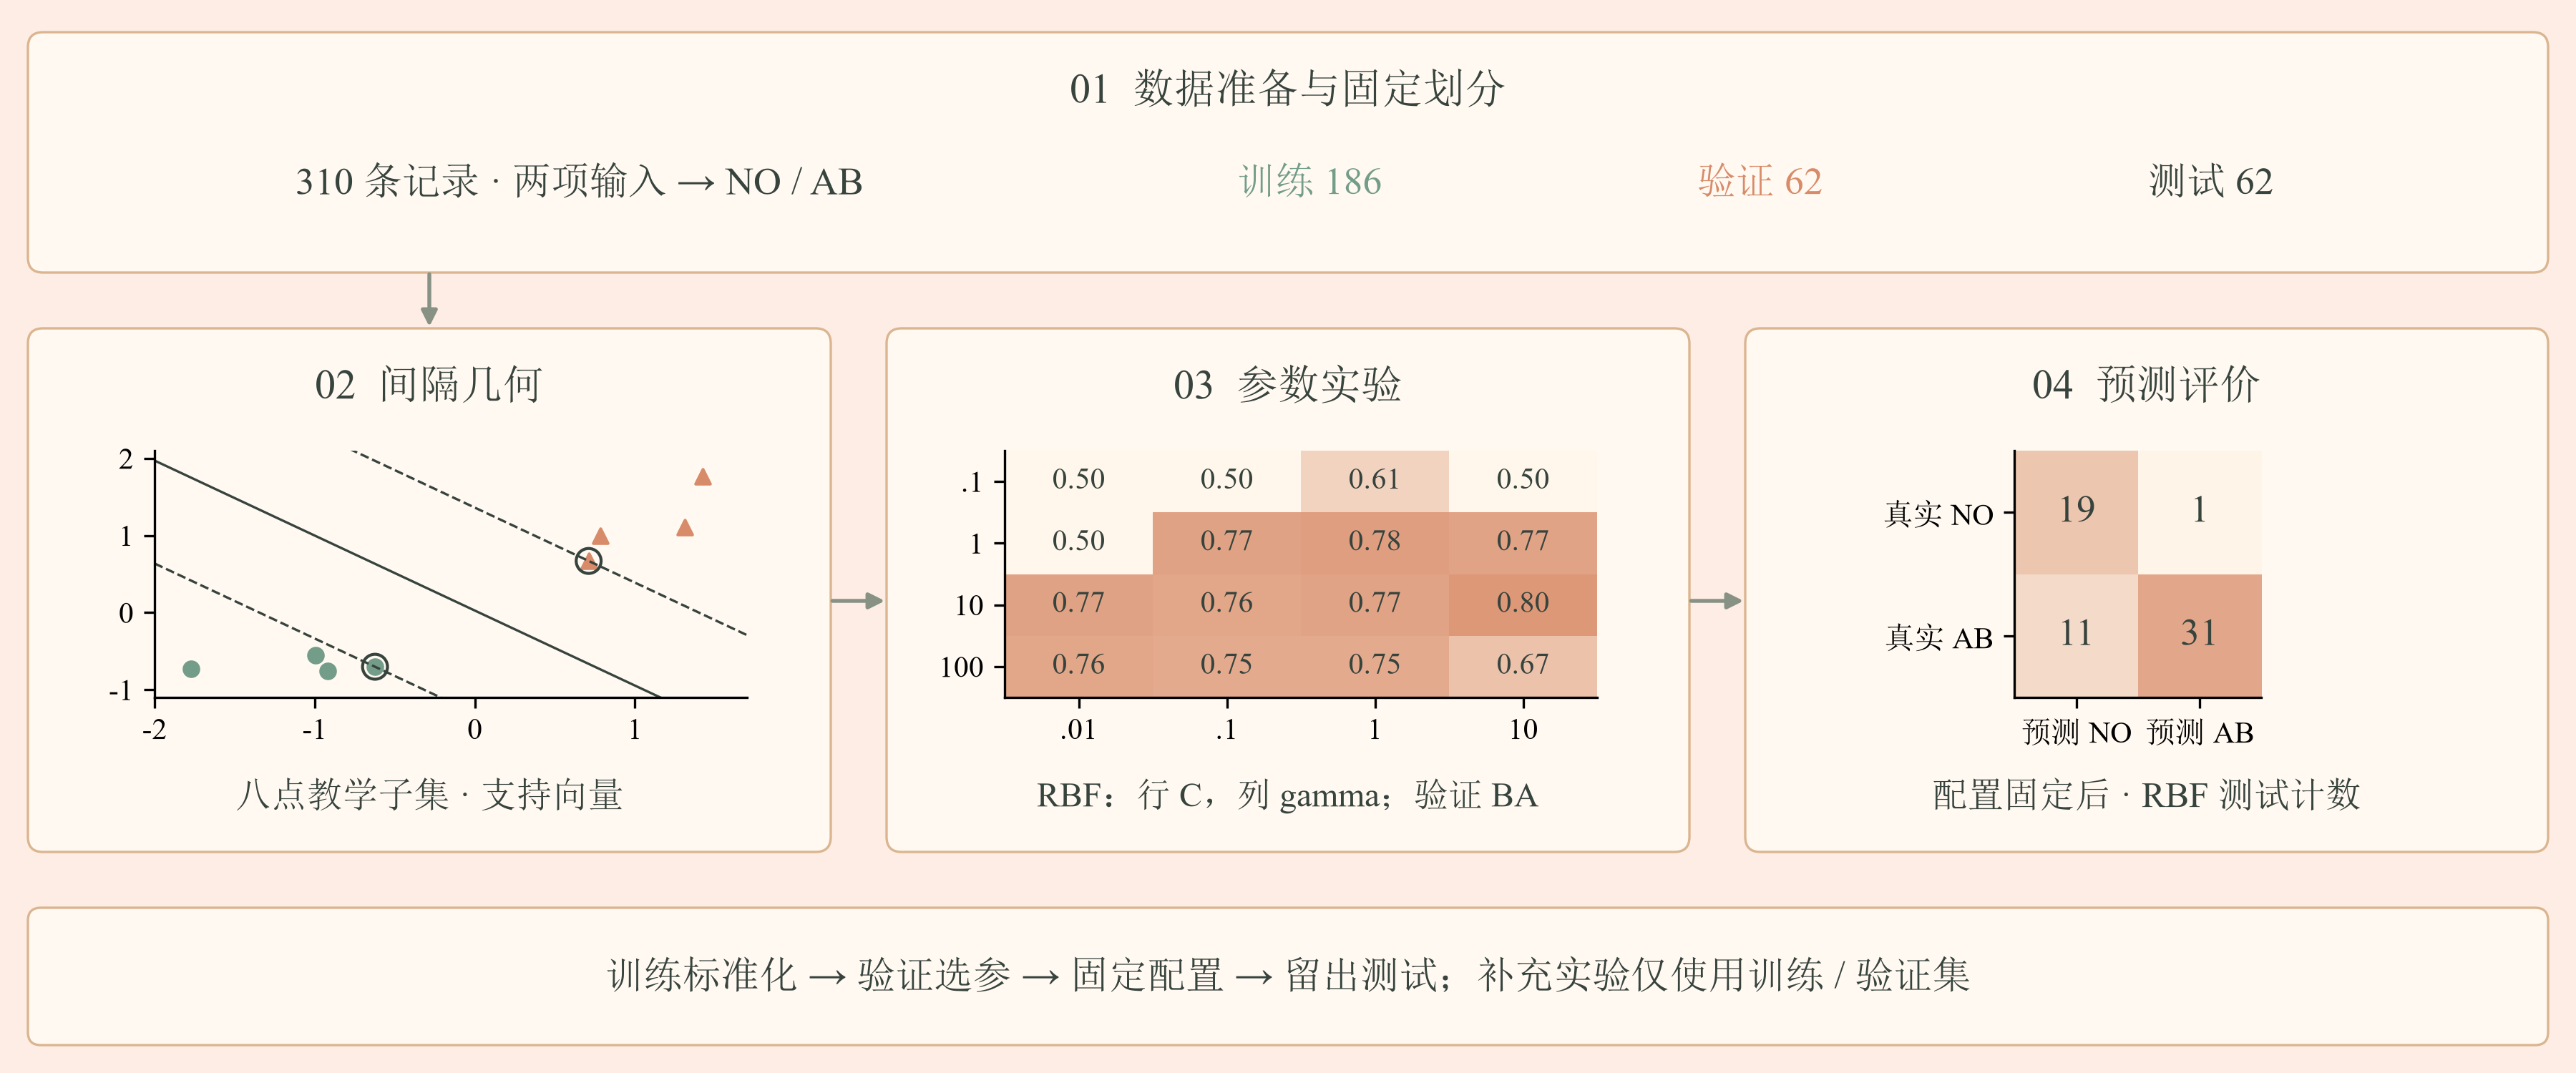 01 数据准备与固定划分
310 条记录 · 两项输入 → NO / AB 训练 186 验证 62 测试 62
02 间隔几何
2
1
0
-1
-2 -1 0 1
八点教学子集 · 支持向量
03 参数实验
.1 0.50 0.50 0.61 0.50
1 0.50 0.77 0.78 0.77
10 0.77 0.76 0.77 0.80
100 0.76 0.75 0.75 0.67
.01 .1 1 10
RBF：行 C，列 gamma；验证 BA
04 预测评价
真实 NO 19 1
真实 AB 11 31
预测 NO 预测 AB
配置固定后 · RBF 测试计数
训练标准化 → 验证选参 → 固定配置 → 留出测试；补充实验仅使用训练 / 验证集